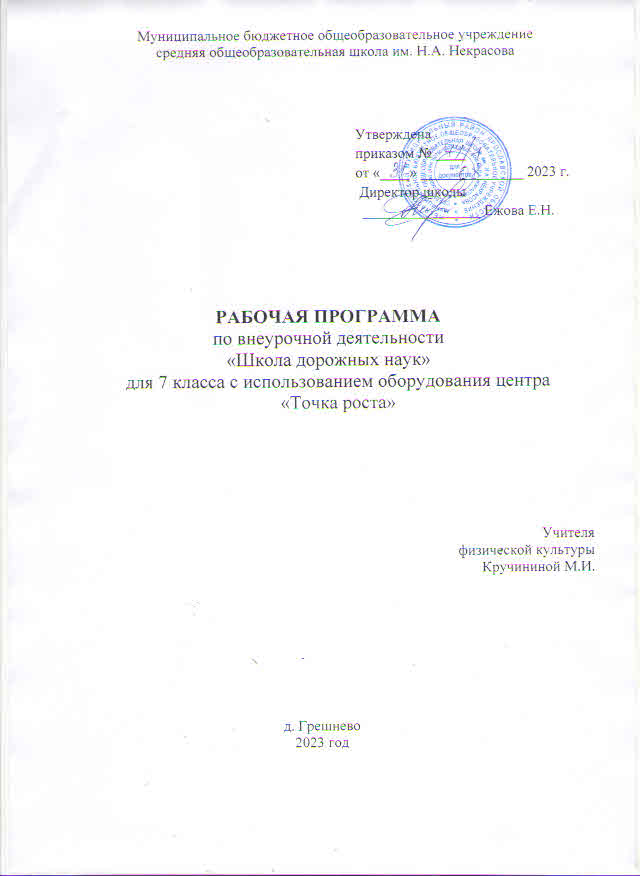 Муниципальное бюджетное общеобразовательное учреждение
средняя общеобразовательная школа им. Н.А. Некрасова
Утверждена
приказом №
от « » 2023 г.
Директор школы
Ежова Е.Н.
РАБОЧАЯ ПРОГРАММА
по внеурочной деятельности
«Школа дорожных наук»
для 7 класса с использованием оборудования центра
«Точка роста»
Учителя
физической культуры
Кручининой М.И.
д. Грешнево
2023 год